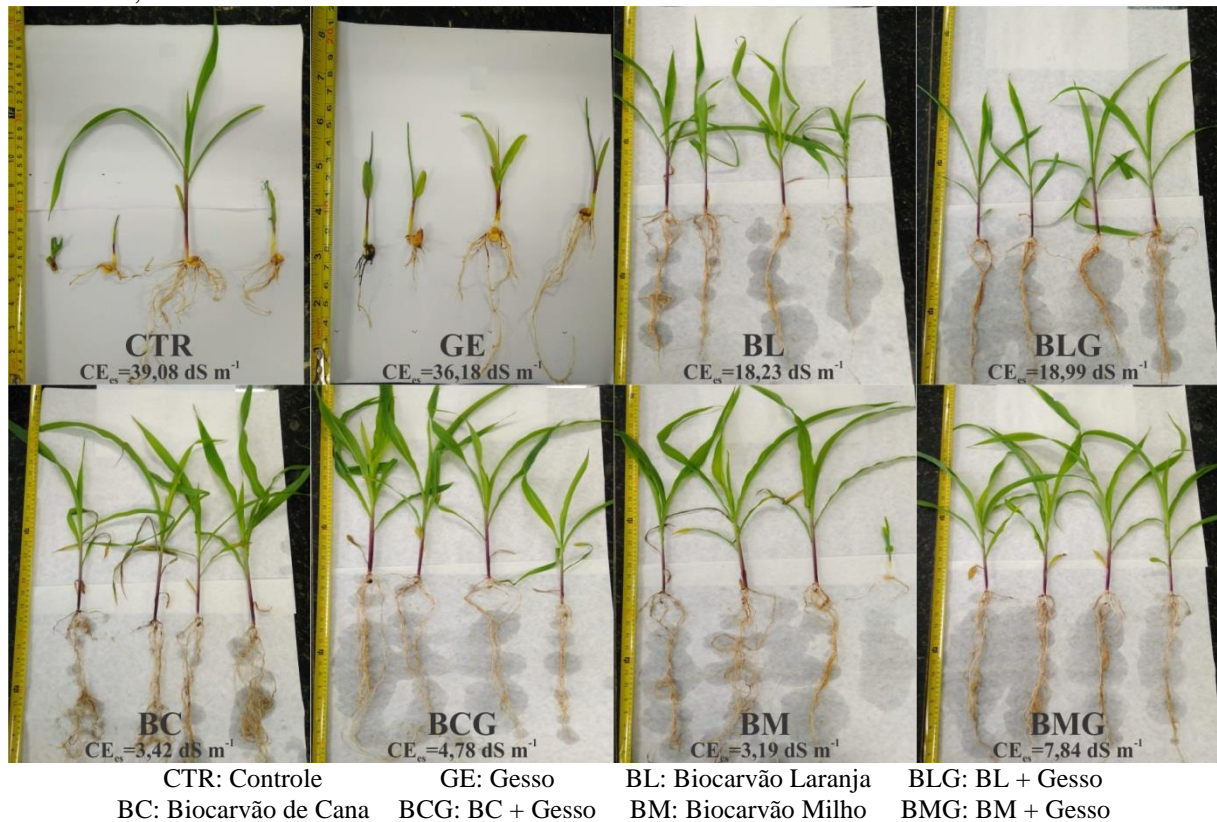 CTR
CEes=39,08 dS m-1
GE
CEes=36,18 dS m-1
BL
CEes=18,23 dS m-1
BLG
CEes=18,99 dS m-1
BC
CEes=3,42 dS m-1
BCG
CEes=4,78 dS m-1
BM
CEes=3,19 dS m-1
BMG
CEes=7,84 dS m-1
CTR: Controle GE: Gesso BL: Biocarvão Laranja BLG: BL + Gesso
BC: Biocarvão de Cana BCG: BC + Gesso BM: Biocarvão Milho BMG: BM + Gesso